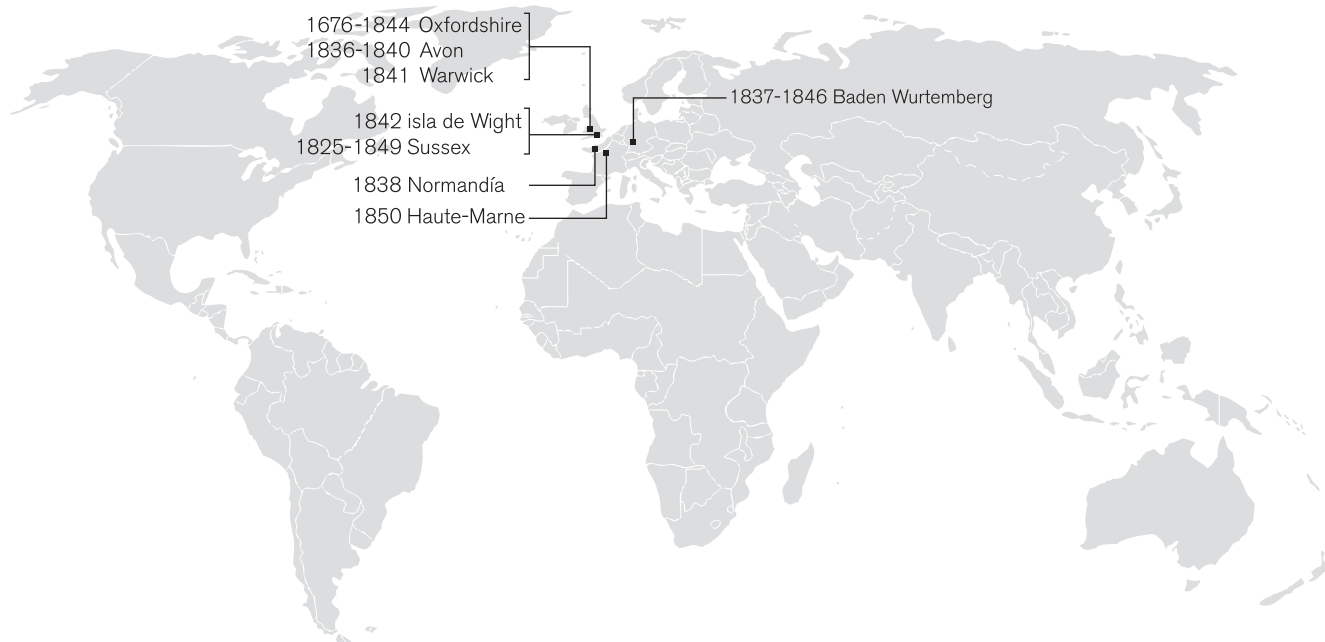 1676-1844 Oxfordshire
1836-1840 Avon
1841 Warwick
1842 isla de Wight
1825-1849 Sussex
1838 Normandía
1850 Haute-Marne
1837-1846 Baden Wurtemberg